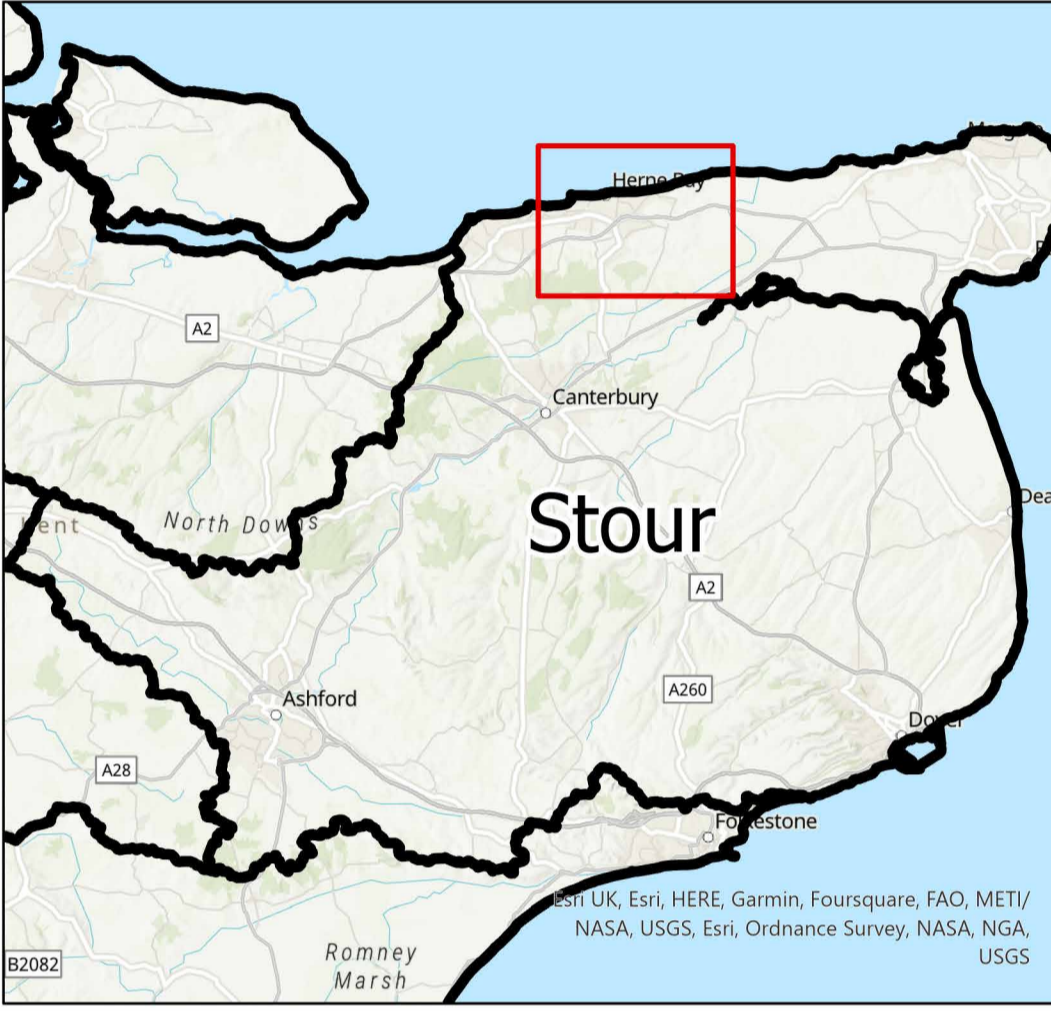 Herne Bay
A2
Canterbury
North Downs
Stour
A2
A260
Ashford
A28
Dover
Folkestone
Esri UK, Esri, HERE, Garmin, Foursquare, FAO, METI/
NASA, USGS, Esri, Ordnance Survey, NASA, NGA,
USGS
Romney
Marsh
B2082